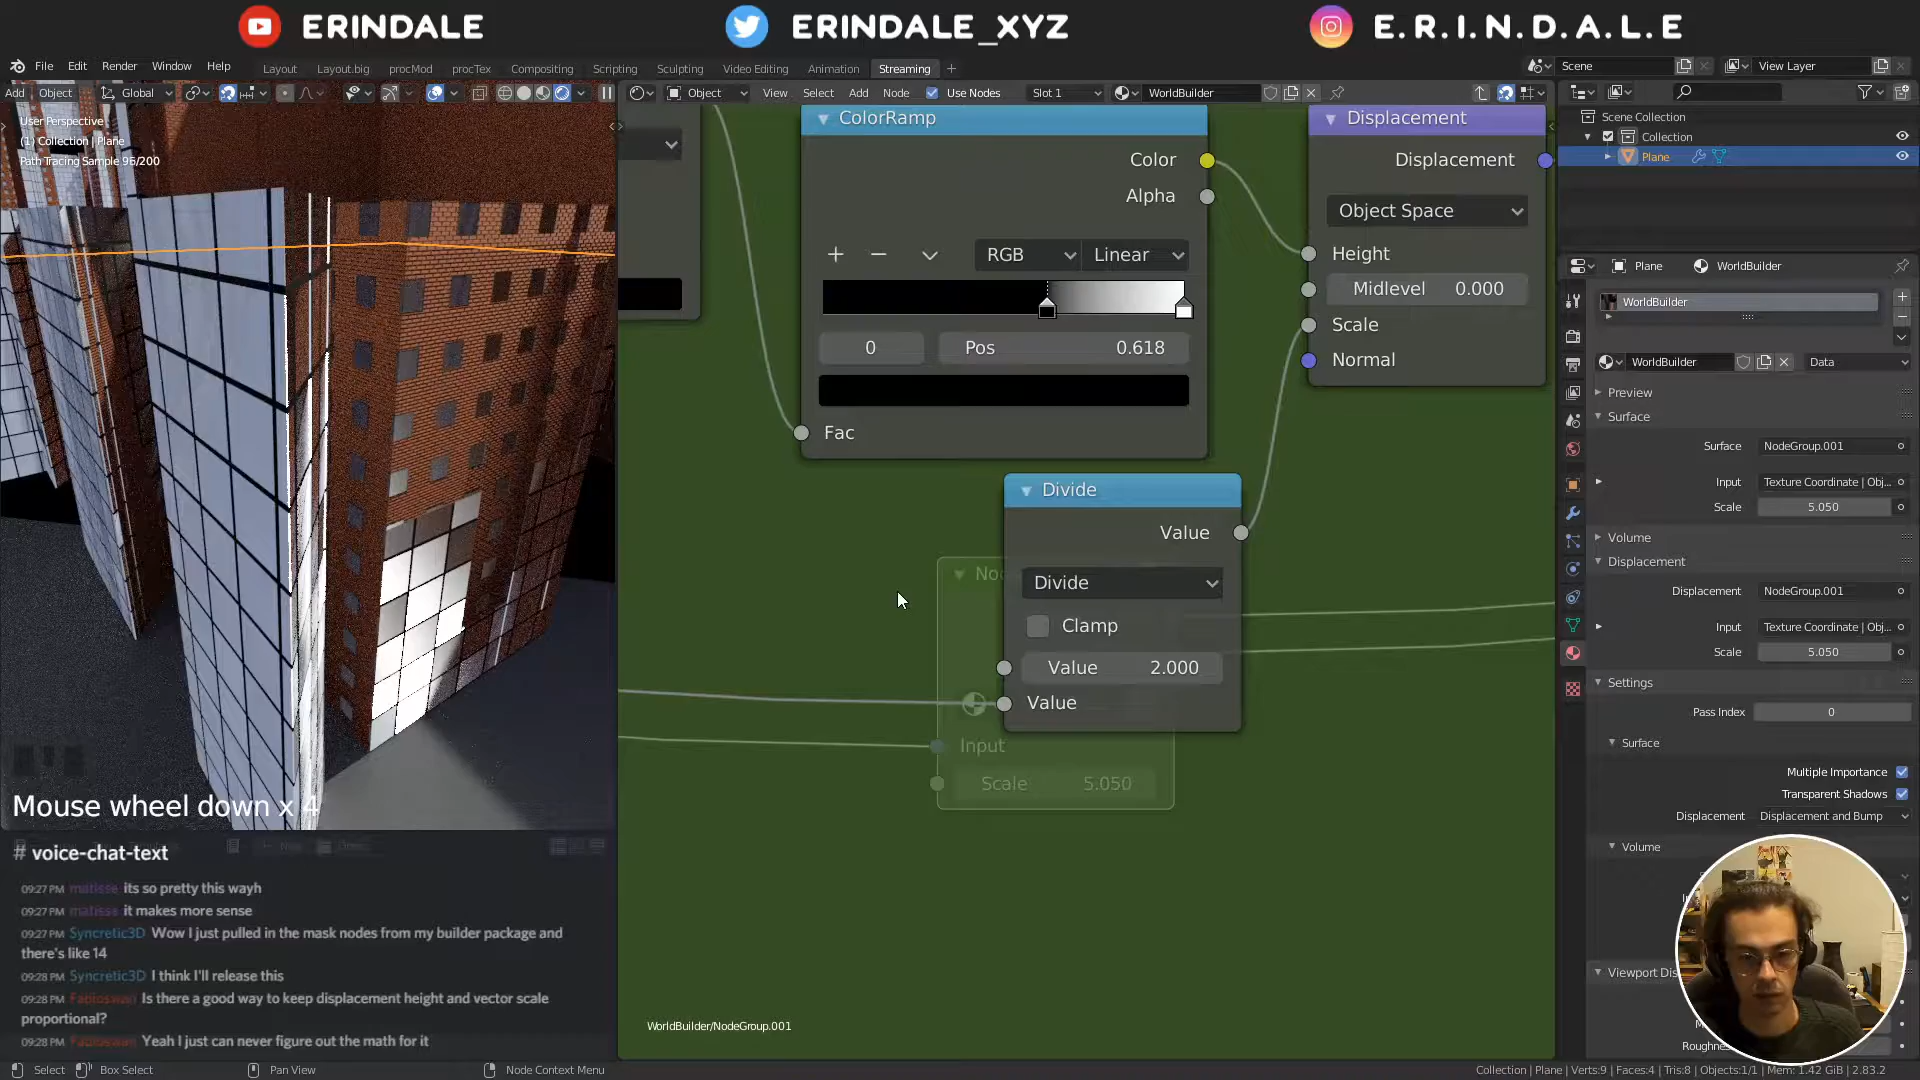 ERINDALE
ERINDALE_XYZ
E.R.I.N.D.A.L.E
File Edit Render Window Help
Layout Layout.big procMod procTex Compositing Scripting Sculpting Video Editing Animation Streaming
Scene
View Layer
Add Object Global
Object View Select Add Node Use Nodes Slot 1 WorldBuilder
User Perspective
(1) Collection | Plane
Path Tracing Sample 96/200
Scene Collection
Collection
Plane
ColorRamp
Color
Alpha
RGB Linear
0 Pos 0.618
Fac
Displacement
Displacement
Object Space
Height
Midlevel 0.000
Scale
Normal
Divide
Value
Divide
Clamp
Value 2.000
Value
Input
Scale 5.050
Plane WorldBuilder
WorldBuilder
WorldBuilder Data
Preview
Surface
Surface NodeGroup.001
Input Texture Coordinate | Obj...
Scale 5.050
Volume
Displacement
Displacement NodeGroup.001
Input Texture Coordinate | Obj...
Scale 5.050
Settings
Pass Index 0
Surface
Multiple Importance
Transparent Shadows
Displacement Displacement and Bump
Volume
Viewport Dis
Roughne
Mouse wheel down x 4
# voice-chat-text
09:27 PM matisse its so pretty this wayh
09:27 PM matisse it makes more sense
09:27 PM Syncretic3D Wow I just pulled in the mask nodes from my builder package and
there's like 14
09:28 PM Syncretic3D I think I'll release this
09:28 PM Fabioswan Is there a good way to keep displacement height and vector scale
proportional?
09:28 PM Fabioswan Yeah I just can never figure out the math for it
WorldBuilder/NodeGroup.001
Select Box Select Pan View Node Context Menu
Collection | Plane | Verts:9 | Faces:4 | Tris:8 | Objects:1/1 | Mem: 1.42 GiB | 2.83.2